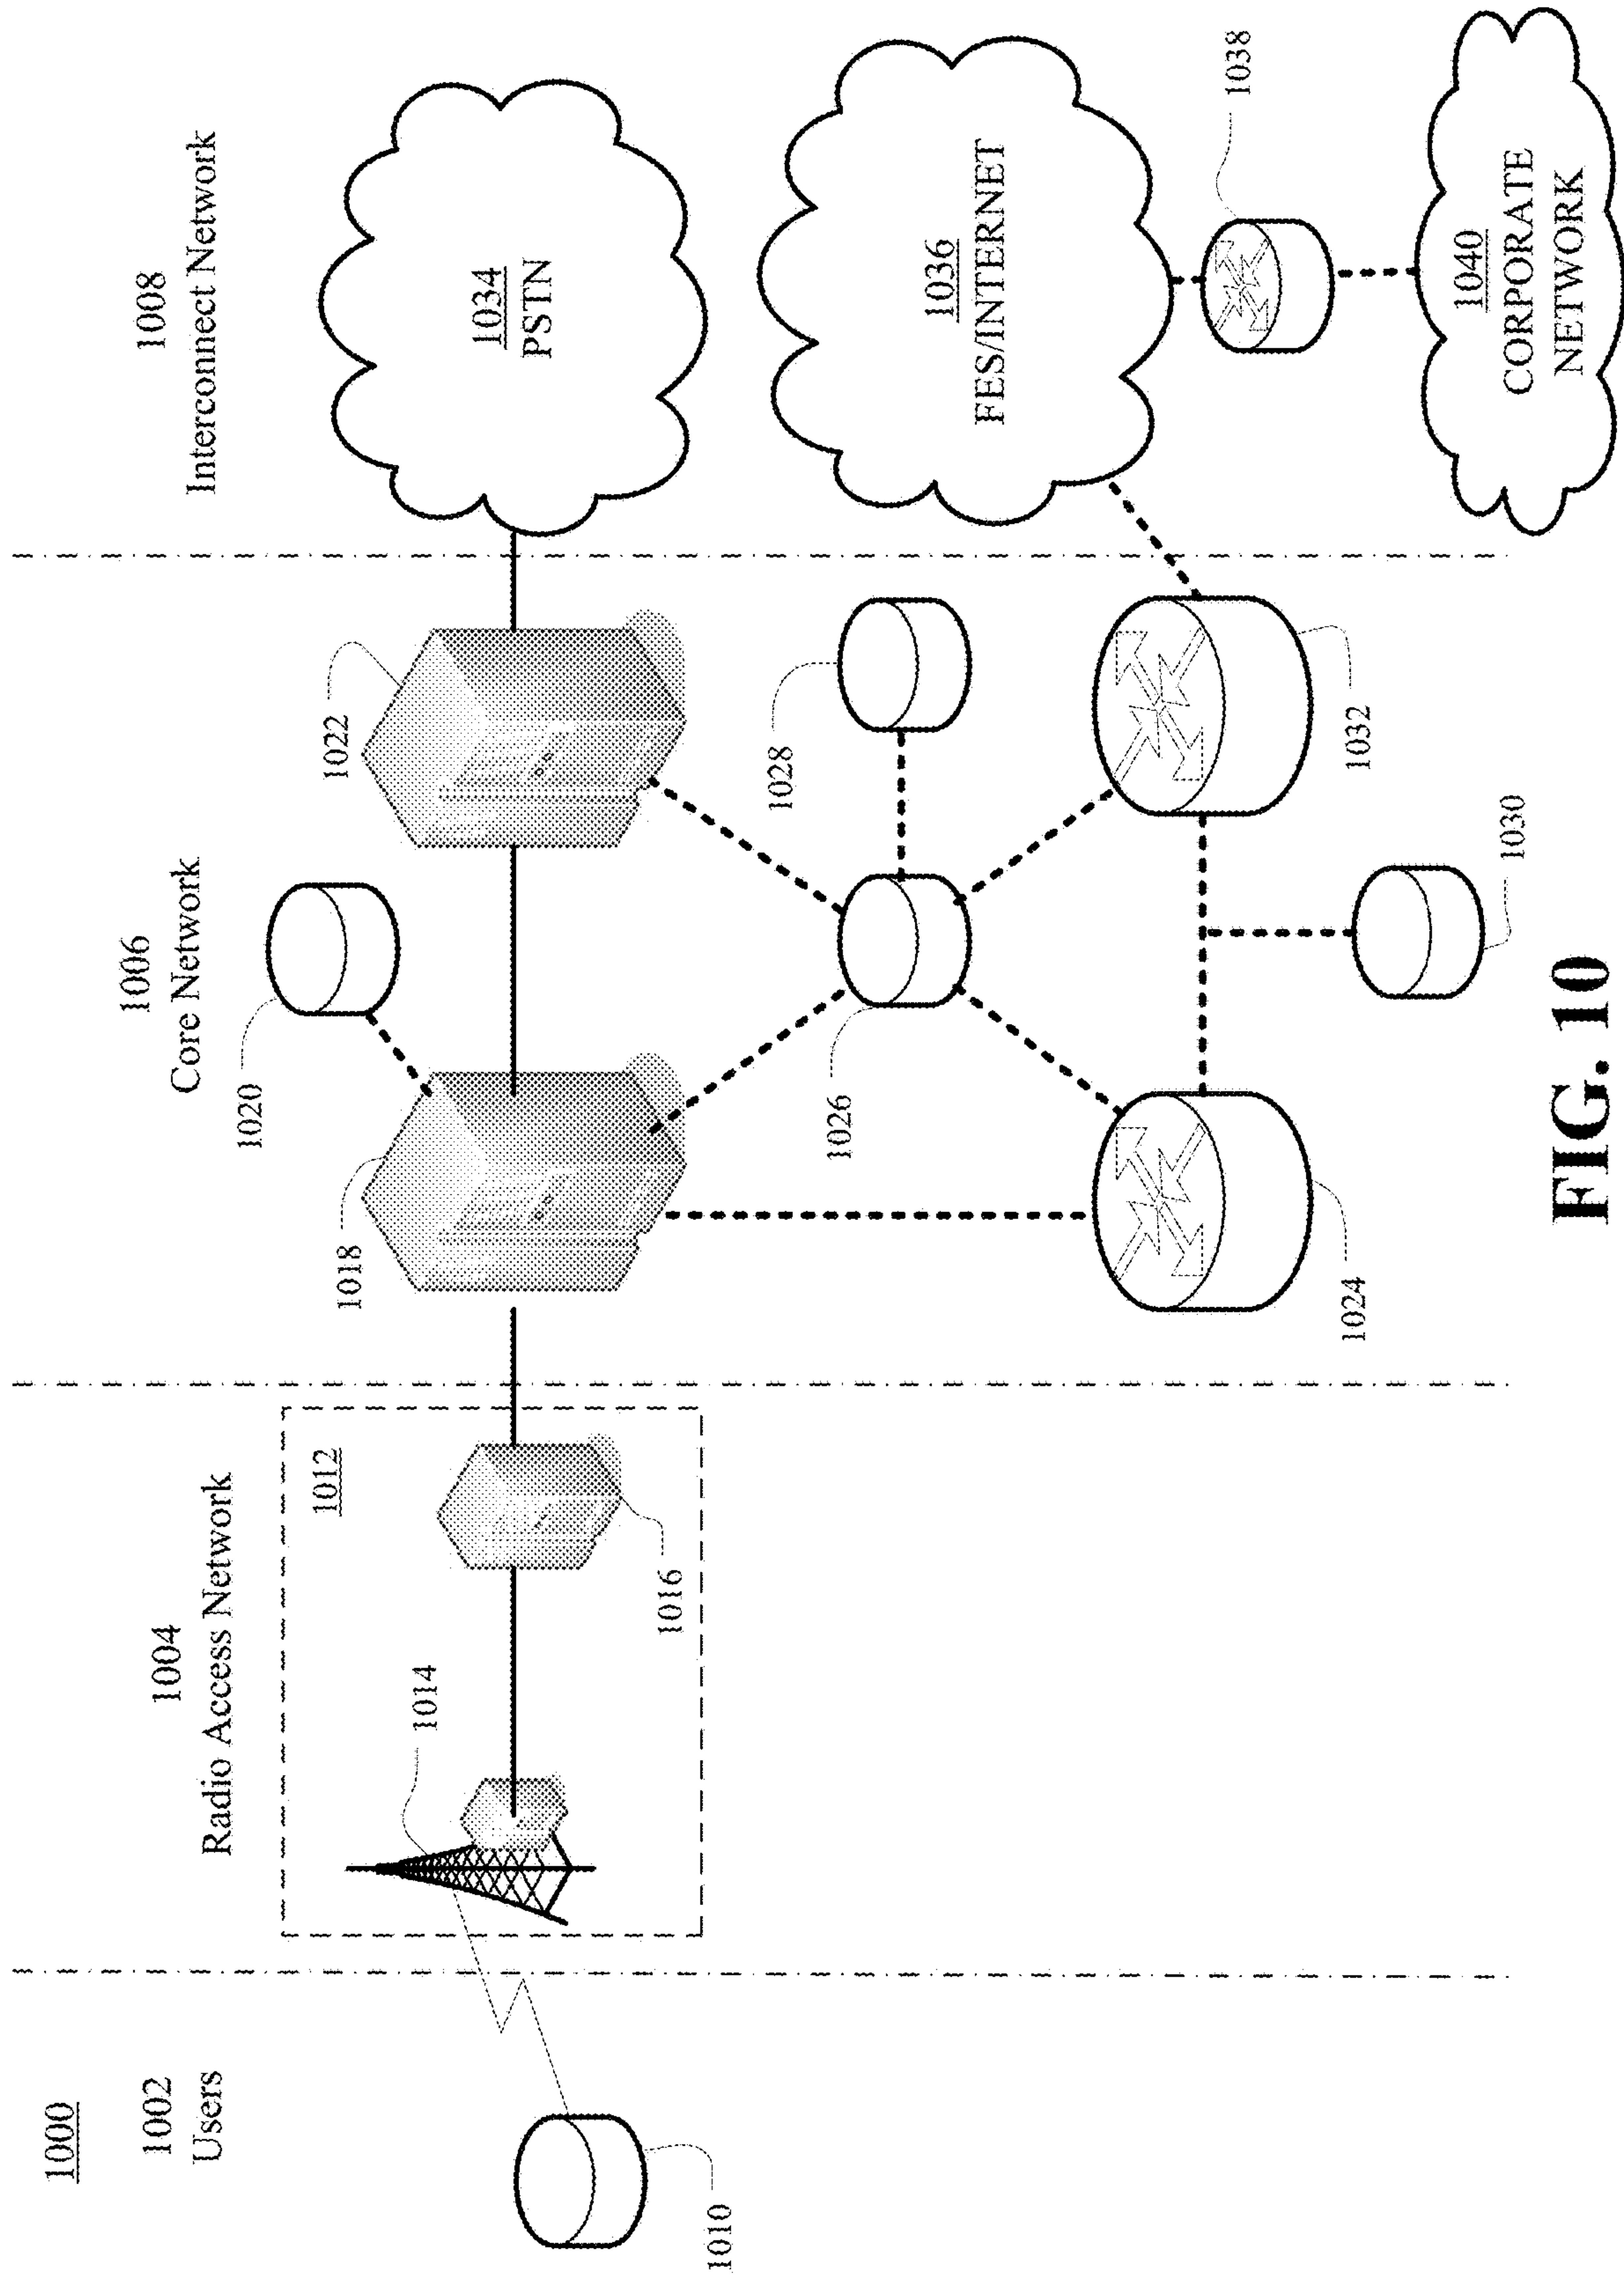 1000
1002
Users
1004
Radio Access Network
1006
Core Network
1008
Interconnect Network
1010
1012
1014
1016
1018
1020
1022
1024
1026
1028
1030
1032
1034
PSTN
1036
FES/INTERNET
1038
1040
CORPORATE
NETWORK
FIG. 10